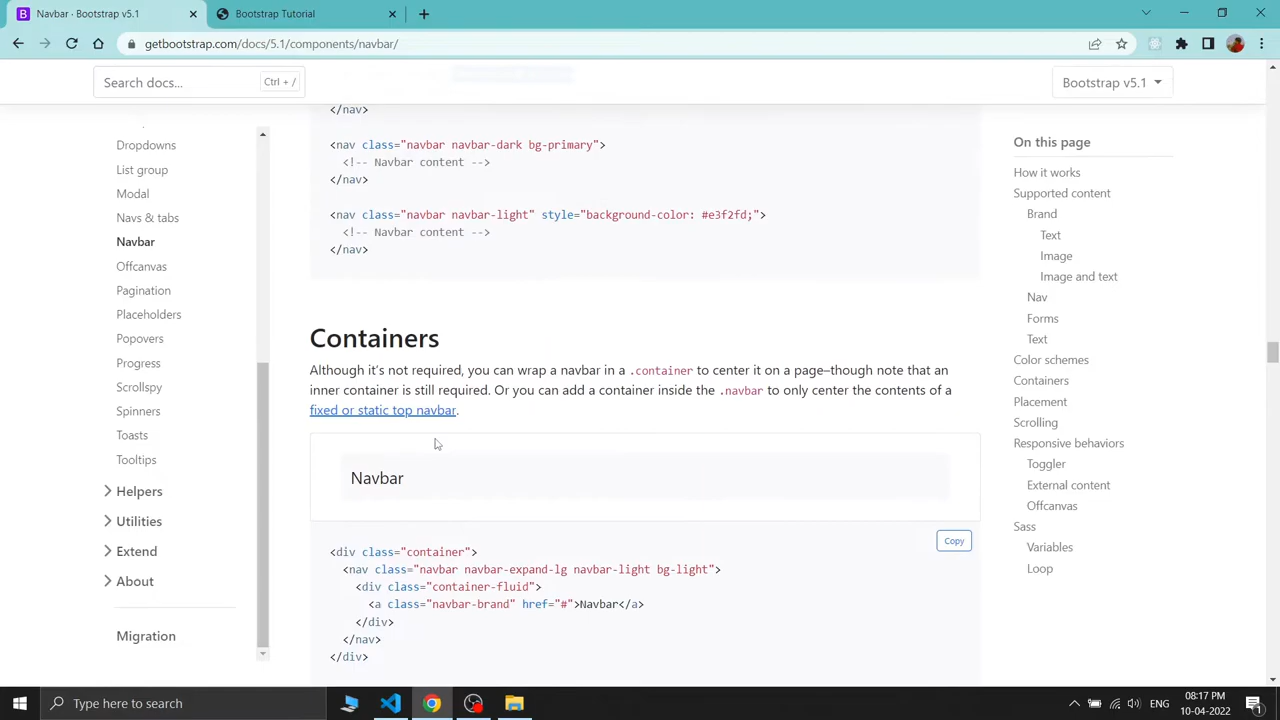 Navbar · Bootstrap v5.1
Bootstrap Tutorial
getbootstrap.com/docs/5.1/components/navbar/
Search docs...
Ctrl + /
Bootstrap v5.1
Dropdowns
List group
Modal
Navs & tabs
Navbar
Offcanvas
Pagination
Placeholders
Popovers
Progress
Scrollspy
Spinners
Toasts
Tooltips
Helpers
Utilities
Extend
About
Migration
</nav>
<nav class="navbar navbar-dark bg-primary">
<!-- Navbar content -->
</nav>
<nav class="navbar navbar-light" style="background-color: #e3f2fd;">
<!-- Navbar content -->
</nav>
Containers
Although it's not required, you can wrap a navbar in a .container to center it on a page–though note that an
inner container is still required. Or you can add a container inside the .navbar to only center the contents of a
fixed or static top navbar.
Navbar
Copy
<div class="container">
<nav class="navbar navbar-expand-lg navbar-light bg-light">
<div class="container-fluid">
<a class="navbar-brand" href="#">Navbar</a>
</div>
</nav>
</div>
On this page
How it works
Supported content
Brand
Text
Image
Image and text
Nav
Forms
Text
Color schemes
Containers
Placement
Scrolling
Responsive behaviors
Toggler
External content
Offcanvas
Sass
Variables
Loop
Type here to search
ENG
08:17 PM
10-04-2022
1